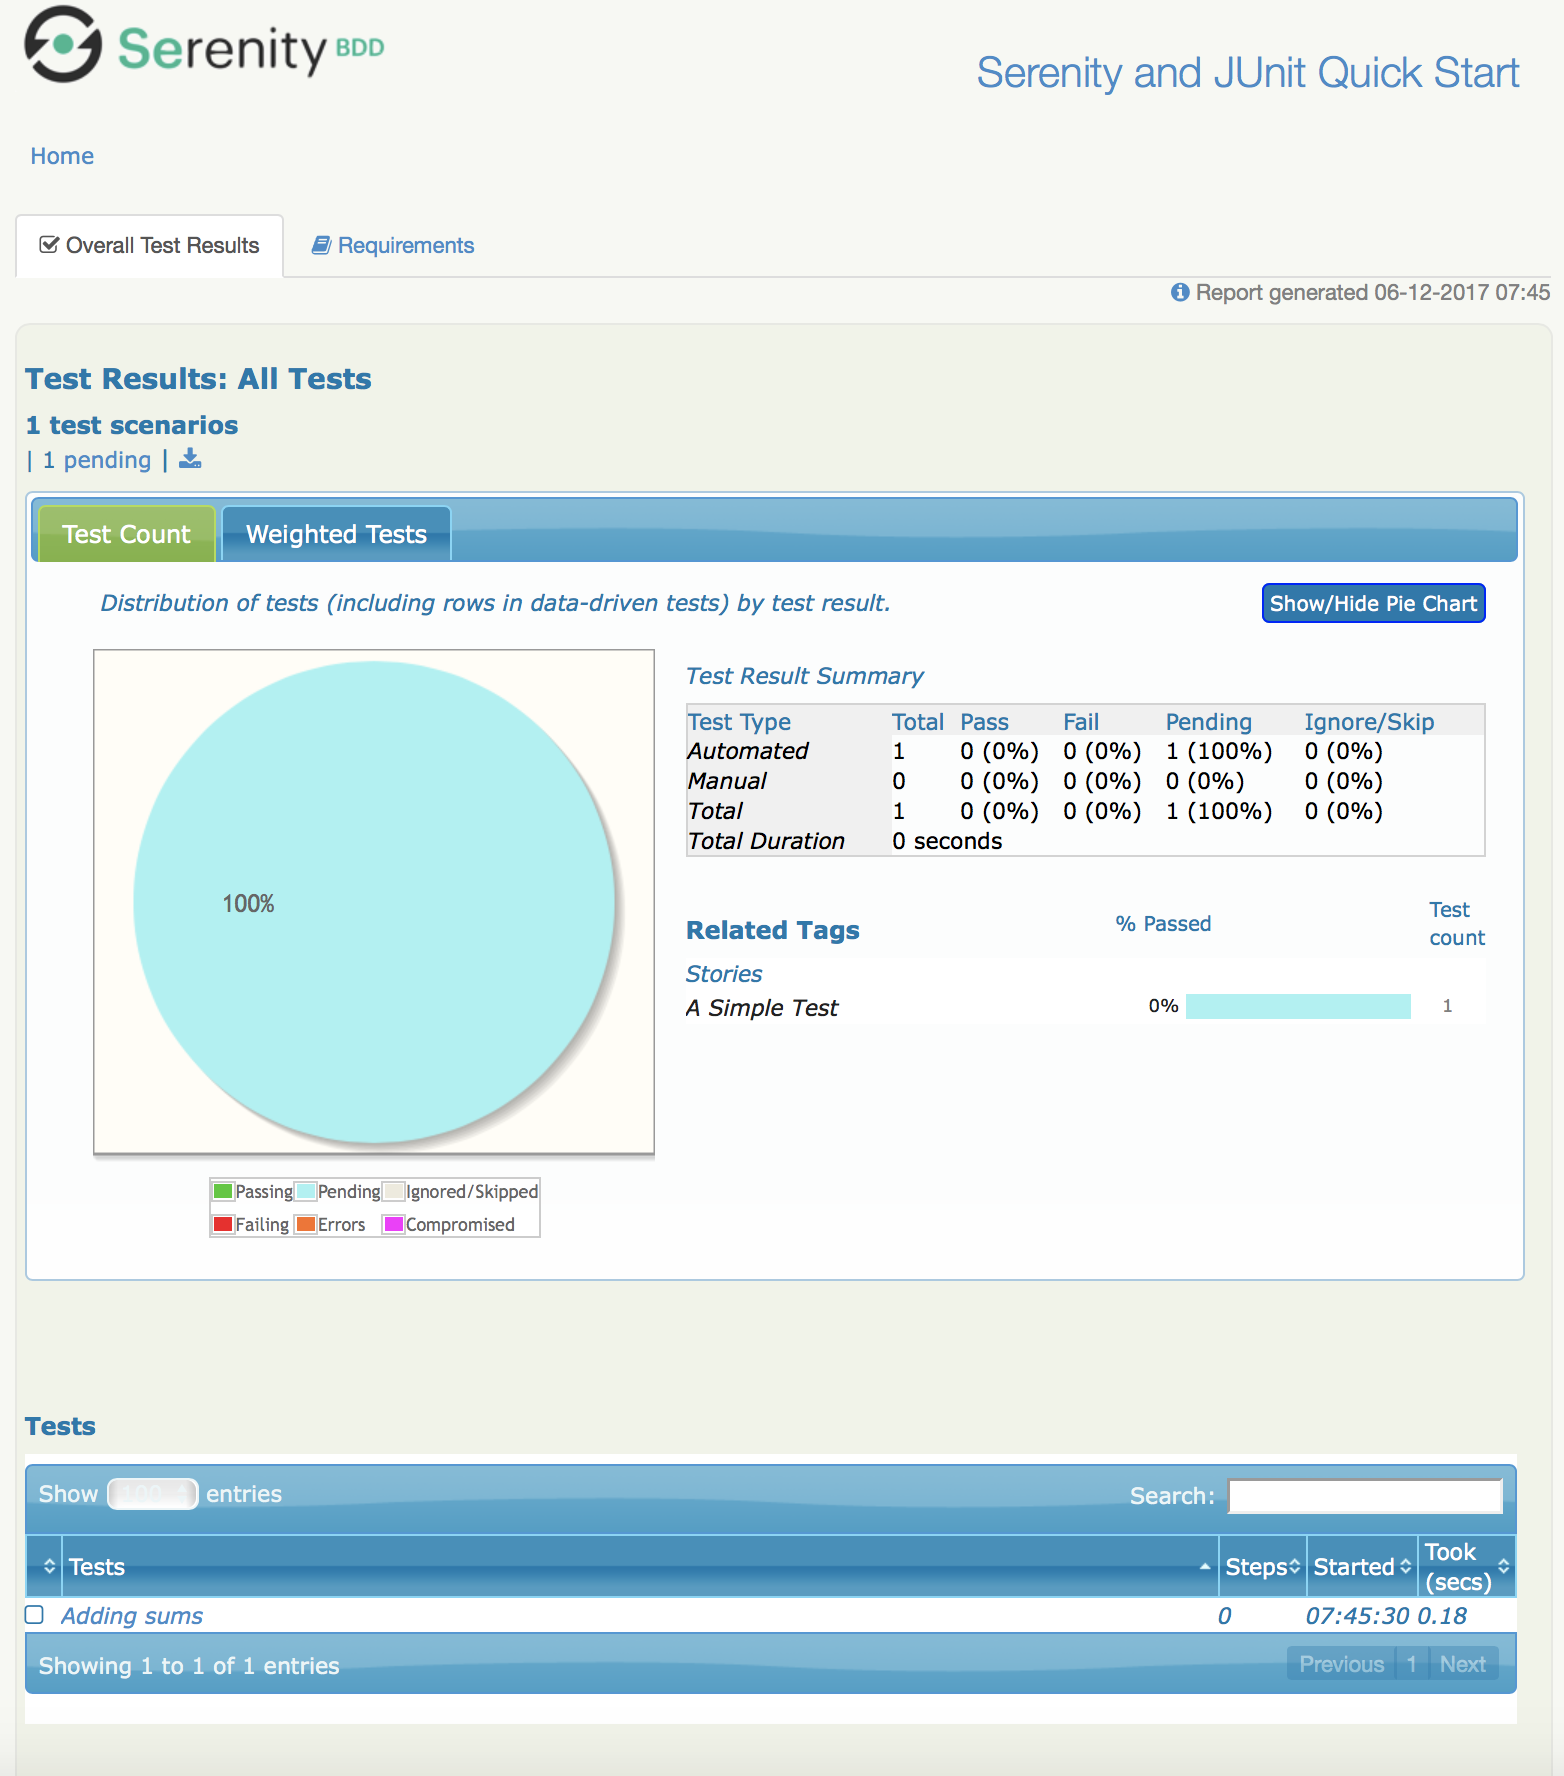 Serenity BDD
Serenity and JUnit Quick Start
Home
Overall Test Results
Requirements
Report generated 06-12-2017 07:45
Test Results: All Tests
1 test scenarios
| 1 pending |
Test Count
Weighted Tests
Distribution of tests (including rows in data-driven tests) by test result.
Show/Hide Pie Chart
100%
Passing Pending Ignored/Skipped
Failing Errors Compromised
Test Result Summary
Test Type Total Pass Fail Pending Ignore/Skip
Automated 1 0 (0%) 0 (0%) 1 (100%) 0 (0%)
Manual 0 0 (0%) 0 (0%) 0 (0%) 0 (0%)
Total 1 0 (0%) 0 (0%) 1 (100%) 0 (0%)
Total Duration 0 seconds
Related Tags % Passed Test count
Stories
A Simple Test 0% 1
Tests
Show 100 entries Search:
Tests Steps Started Took (secs)
Adding sums 0 07:45:30 0.18
Showing 1 to 1 of 1 entries Previous 1 Next